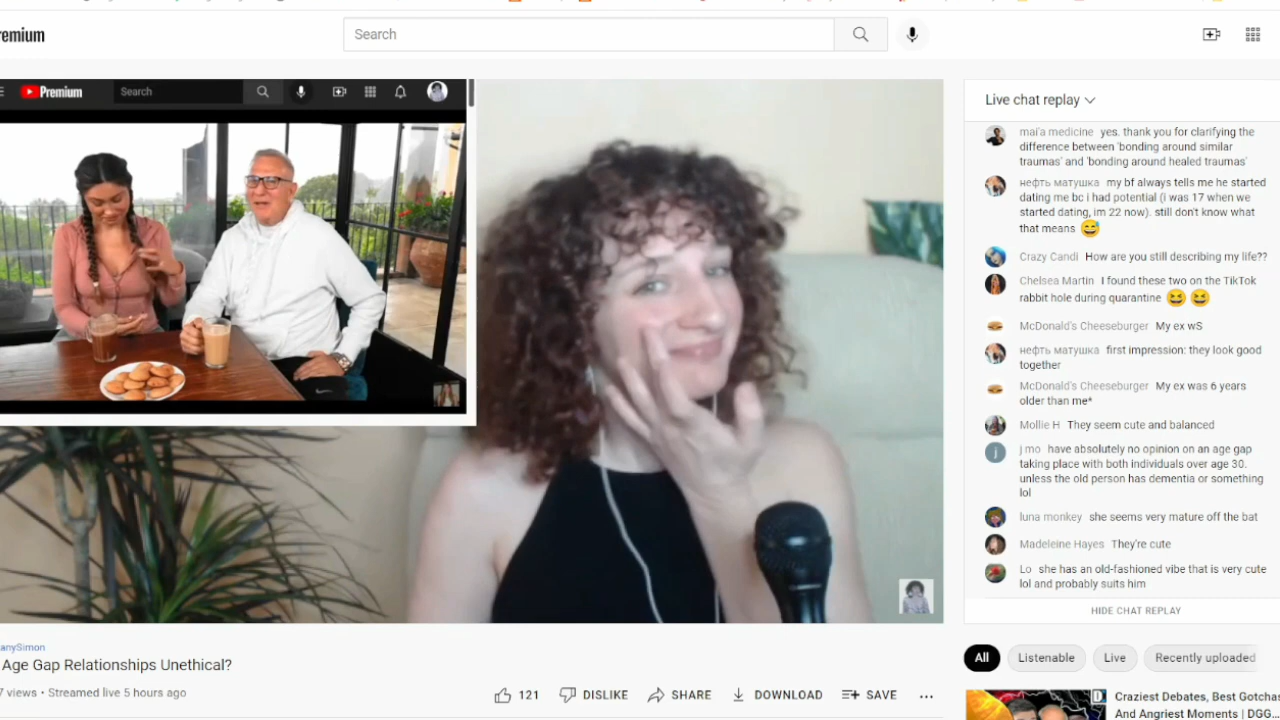 remium
Search
Premium
Search
Live chat replay
mai'a medicine yes. thank you for clarifying the
difference between 'bonding around similar
traumas' and 'bonding around healed traumas'
нефть матушка my bf always tells me he started
dating me bc i had potential (i was 17 when we
started dating, im 22 now). still don't know what
that means 😅
Crazy Candi How are you still describing my life??
Chelsea Martin I found these two on the TikTok
rabbit hole during quarantine 😆 😆
McDonald's Cheeseburger My ex wS
нефть матушка first impression: they look good
together
McDonald's Cheeseburger My ex was 6 years
older than me*
Mollie H They seem cute and balanced
j mo have absolutely no opinion on an age gap
taking place with both individuals over age 30.
unless the old person has dementia or something
lol
luna monkey she seems very mature off the bat
Madeleine Hayes They're cute
Lo she has an old-fashioned vibe that is very cute
lol and probably suits him
HIDE CHAT REPLAY
anySimon
Age Gap Relationships Unethical?
7 views • Streamed live 5 hours ago
121
DISLIKE
SHARE
DOWNLOAD
SAVE
All
Listenable
Live
Recently uploaded
Craziest Debates, Best Gotchas
And Angriest Moments | DGG...